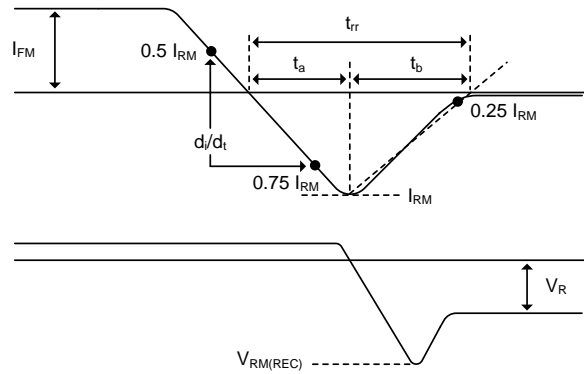 t_rr
I_FM
0.5 I_RM
t_a
t_b
0.25 I_RM
d_i/d_t
0.75 I_RM
I_RM
V_R
V_RM(REC)